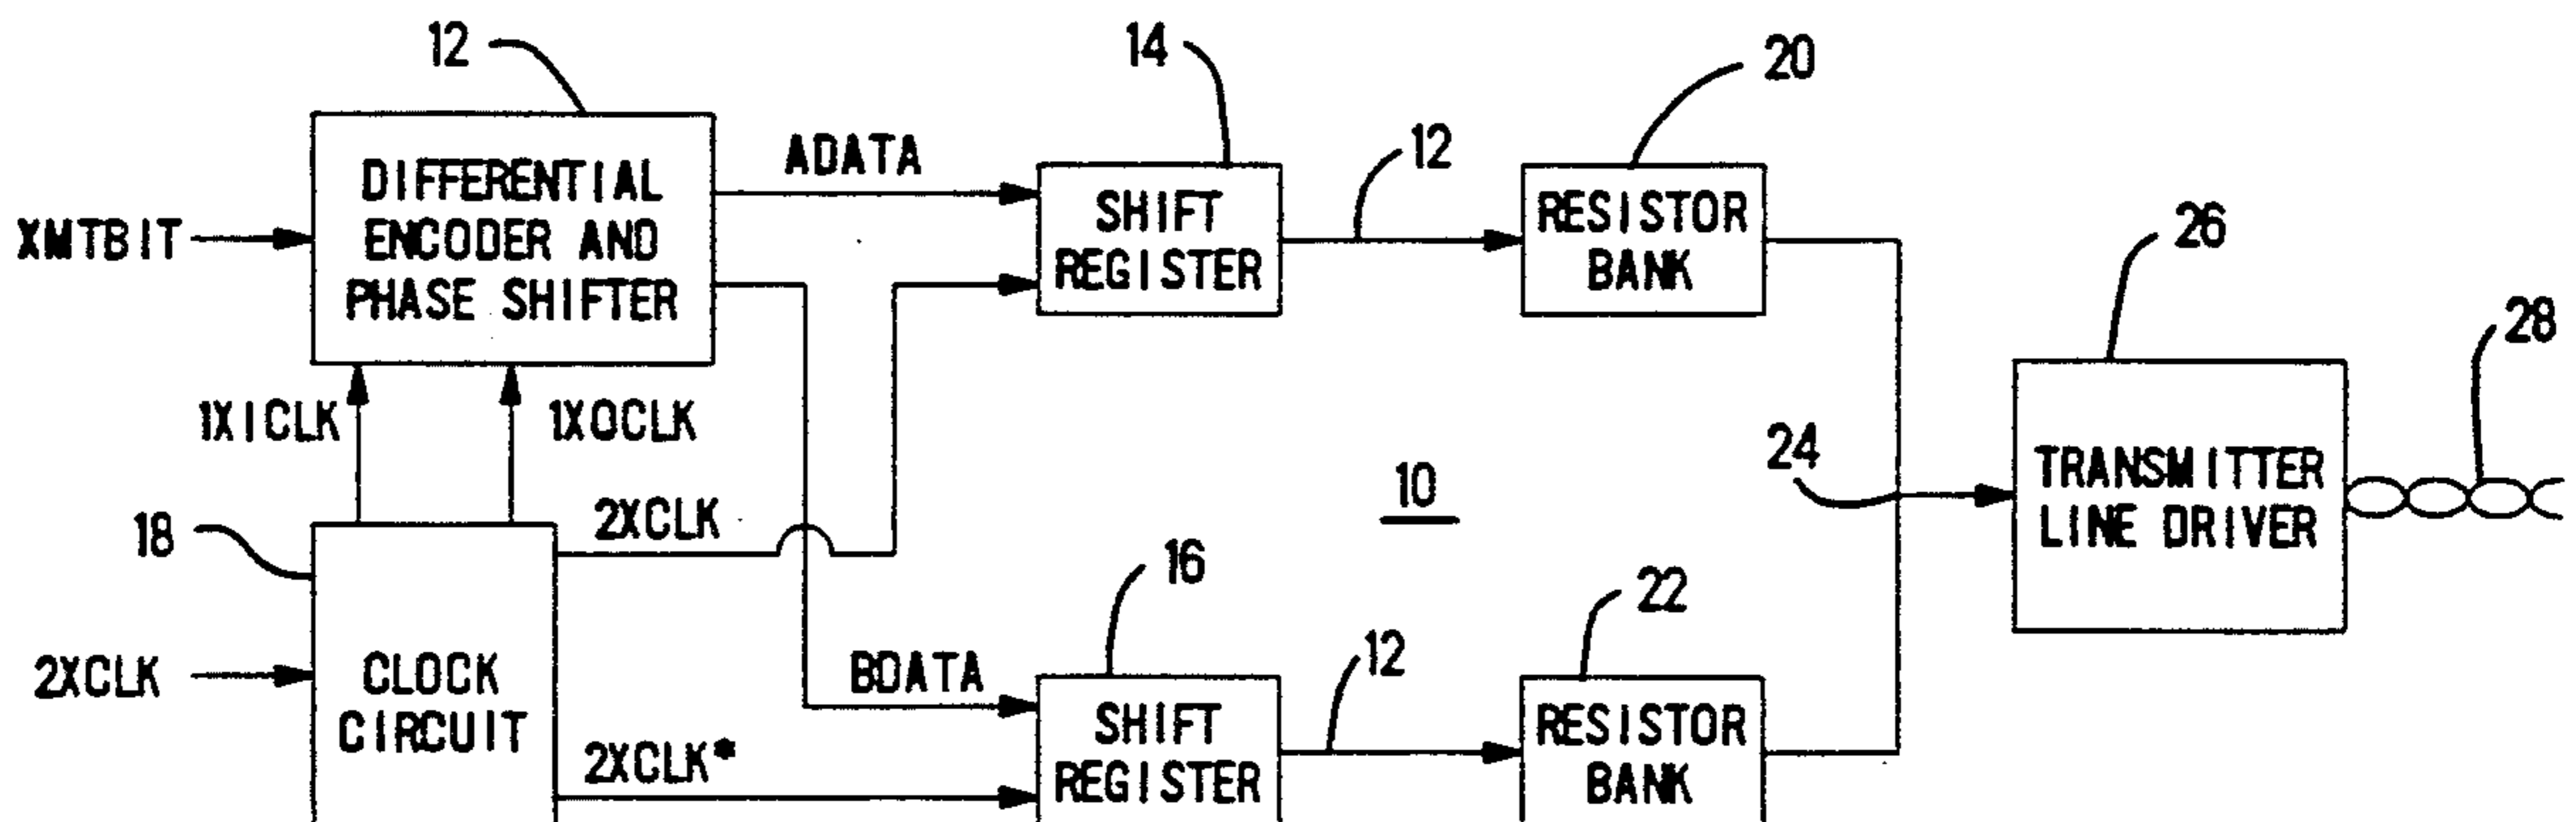 12
14
20
ADATA
12
DIFFERENTIAL
ENCODER AND
PHASE SHIFTER
XMTBIT
SHIFT
REGISTER
RESISTOR
BANK
26
28
1XICLK
1XOCLK
24
10
TRANSMITTER
LINE DRIVER
18
2XCLK
16
22
2XCLK
CLOCK
CIRCUIT
BDATA
12
SHIFT
REGISTER
RESISTOR
BANK
2XCLK*